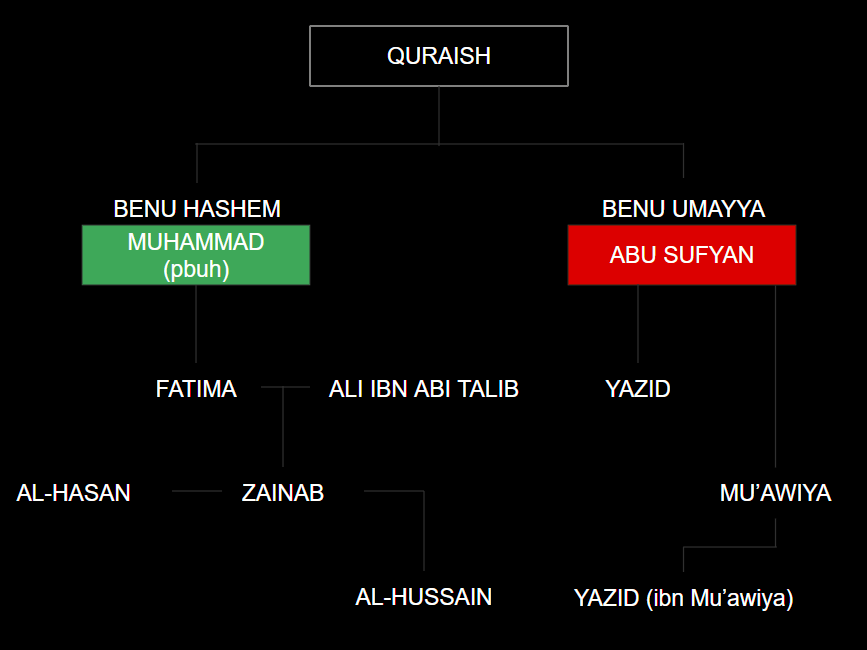 QURAISH
BENU HASHEM
BENU UMAYYA
MUHAMMAD
(pbuh)
ABU SUFYAN
FATIMA
ALI IBN ABI TALIB
YAZID
AL-HASAN
ZAINAB
MU’AWIYA
AL-HUSSAIN
YAZID (ibn Mu’awiya)